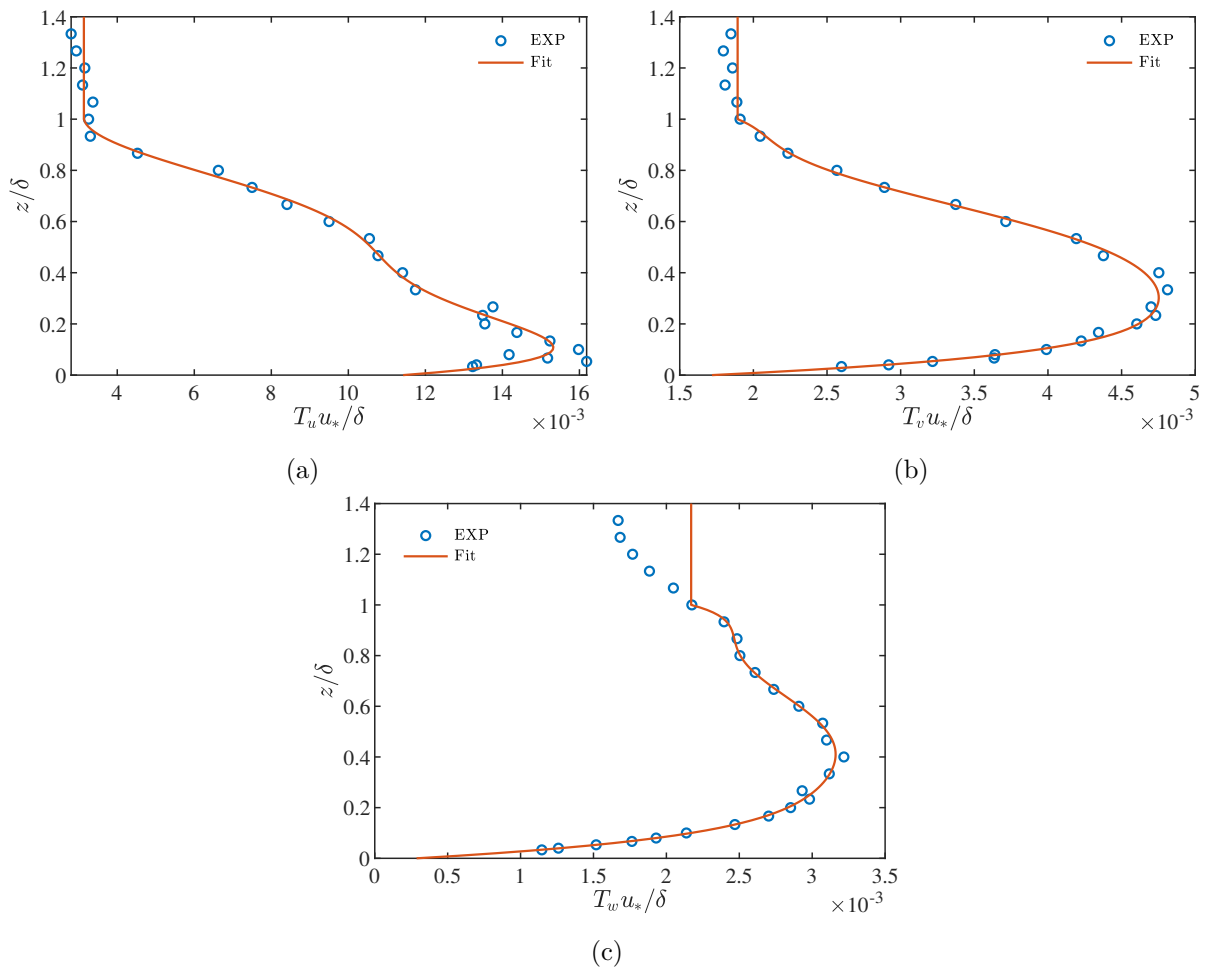 1.4
1.2
1
0.8
0.6
0.4
0.2
0
z/δ
EXP
Fit
4 6 8 10 12 14 16
T_u u_*/δ
×10^-3
(a)
1.4
1.2
1
0.8
0.6
0.4
0.2
0
z/δ
EXP
Fit
1.5 2 2.5 3 3.5 4 4.5 5
T_v u_*/δ
×10^-3
(b)
1.4
1.2
1
0.8
0.6
0.4
0.2
0
z/δ
EXP
Fit
0 0.5 1 1.5 2 2.5 3 3.5
T_w u_*/δ
×10^-3
(c)